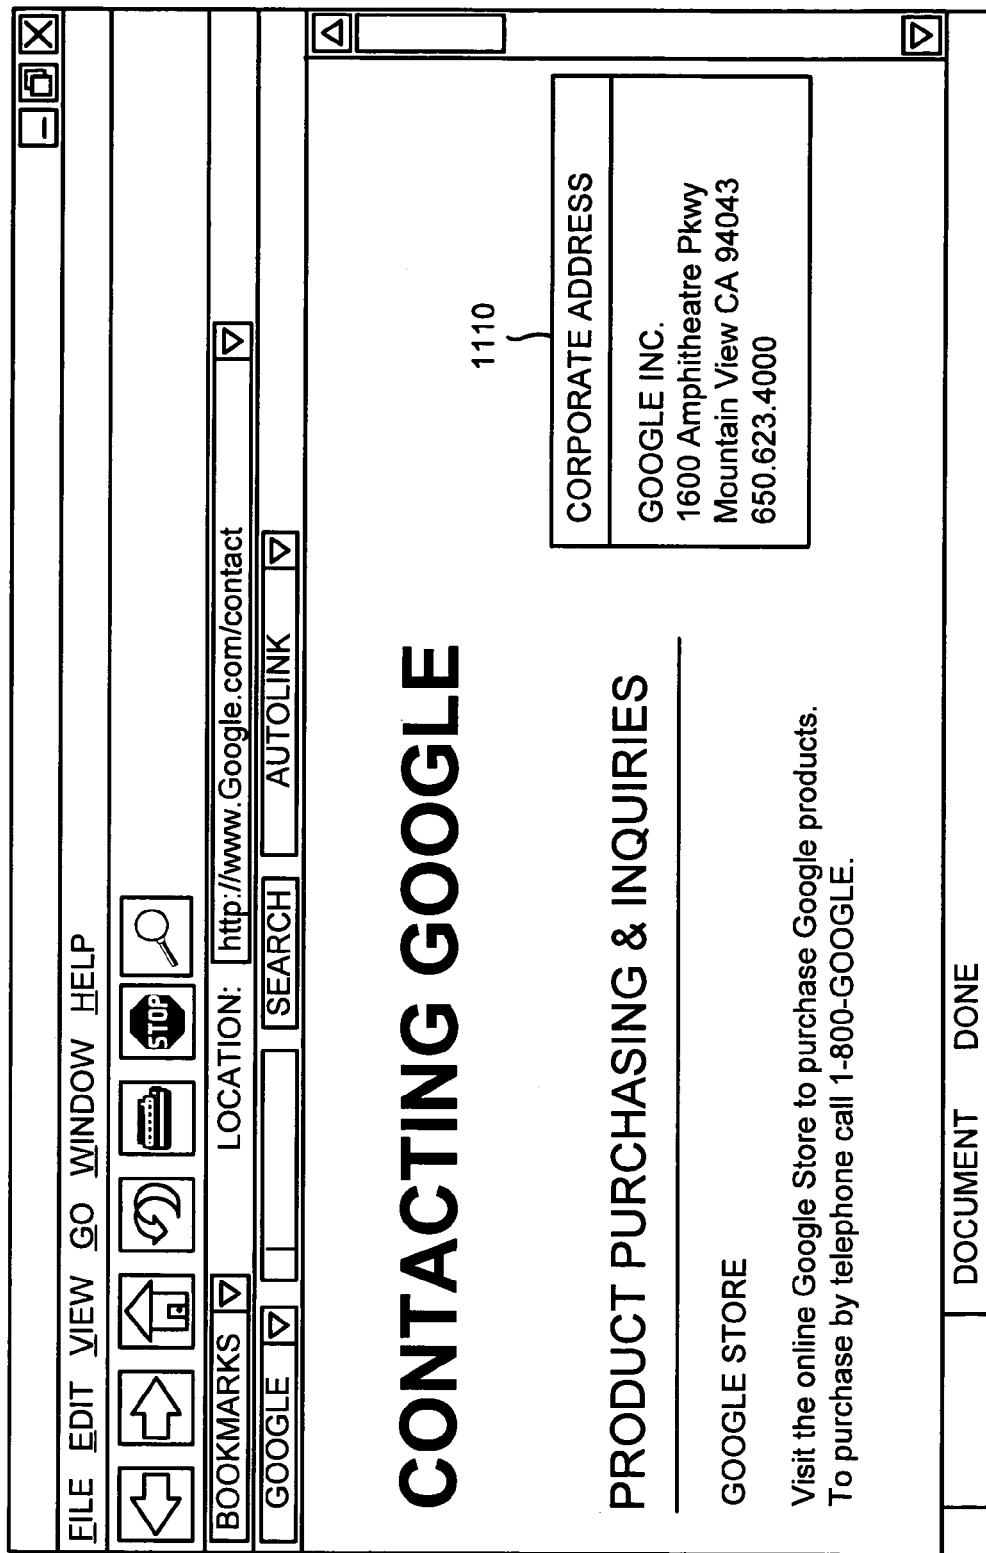 FILE EDIT VIEW GO WINDOW HELP
STOP
BOOKMARKS LOCATION: http://www.Google.com/contact
GOOGLE SEARCH AUTOLINK
CONTACTING GOOGLE
1110
PRODUCT PURCHASING & INQUIRIES
CORPORATE ADDRESS
GOOGLE INC.
1600 Amphitheatre Pkwy
Mountain View CA 94043
650.623.4000
GOOGLE STORE
Visit the online Google Store to purchase Google products.
To purchase by telephone call 1-800-GOOGLE.
DOCUMENT DONE